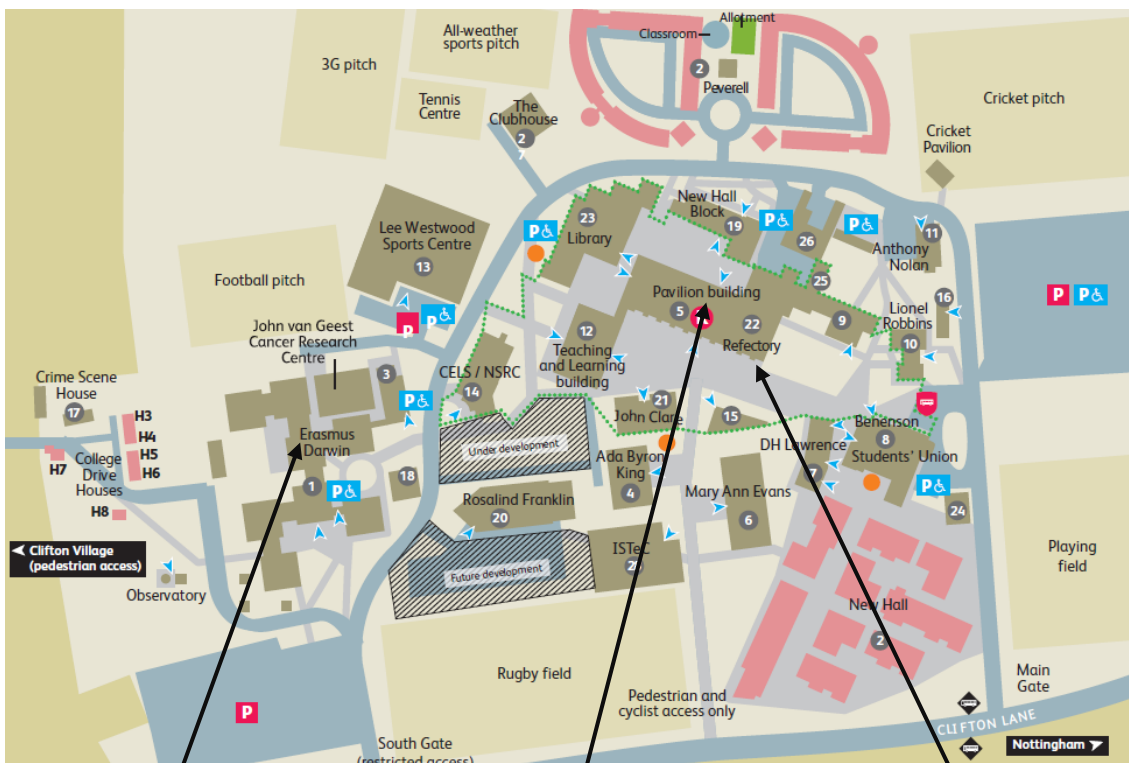 Allotment
Classroom
All-weather
sports pitch
3G pitch
2
Peverell
Tennis
Centre
The
Clubhouse
2
7
Cricket pitch
Cricket
Pavilion
New Hall
Block
19
23
Library
P
P
26
P
11
Anthony
Nolan
Lee Westwood
Sports Centre
13
Football pitch
P
P
25
Pavilion building
5
22
Refectory
9
16
Lionel
Robbins
10
P P
John van Geest
Cancer Research
Centre
3
12
Teaching
and Learning
building
CELS / NSRC
14
P
Crime Scene
House
17
H3
H4
H5
H6
H7
H8
College
Drive
Houses
Erasmus
Darwin
1
P
18
21
John Clare
15
Under development
Benenson
8
Students' Union
DH Lawrence
7
P
24
Ada Byron
King
4
Mary Ann Evans
6
Rosalind Franklin
20
ISTeC
Future development
Clifton Village
(pedestrian access)
Observatory
Playing
field
New Hall
2
Rugby field
Pedestrian and
cyclist access only
Main
Gate
P
South Gate
(restricted access)
CLIFTON LANE
Nottingham